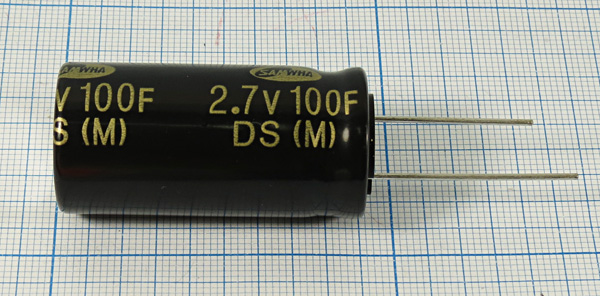 SAMWHA SAMWHA
V 100F 2.7V 100F
S (M) DS (M)